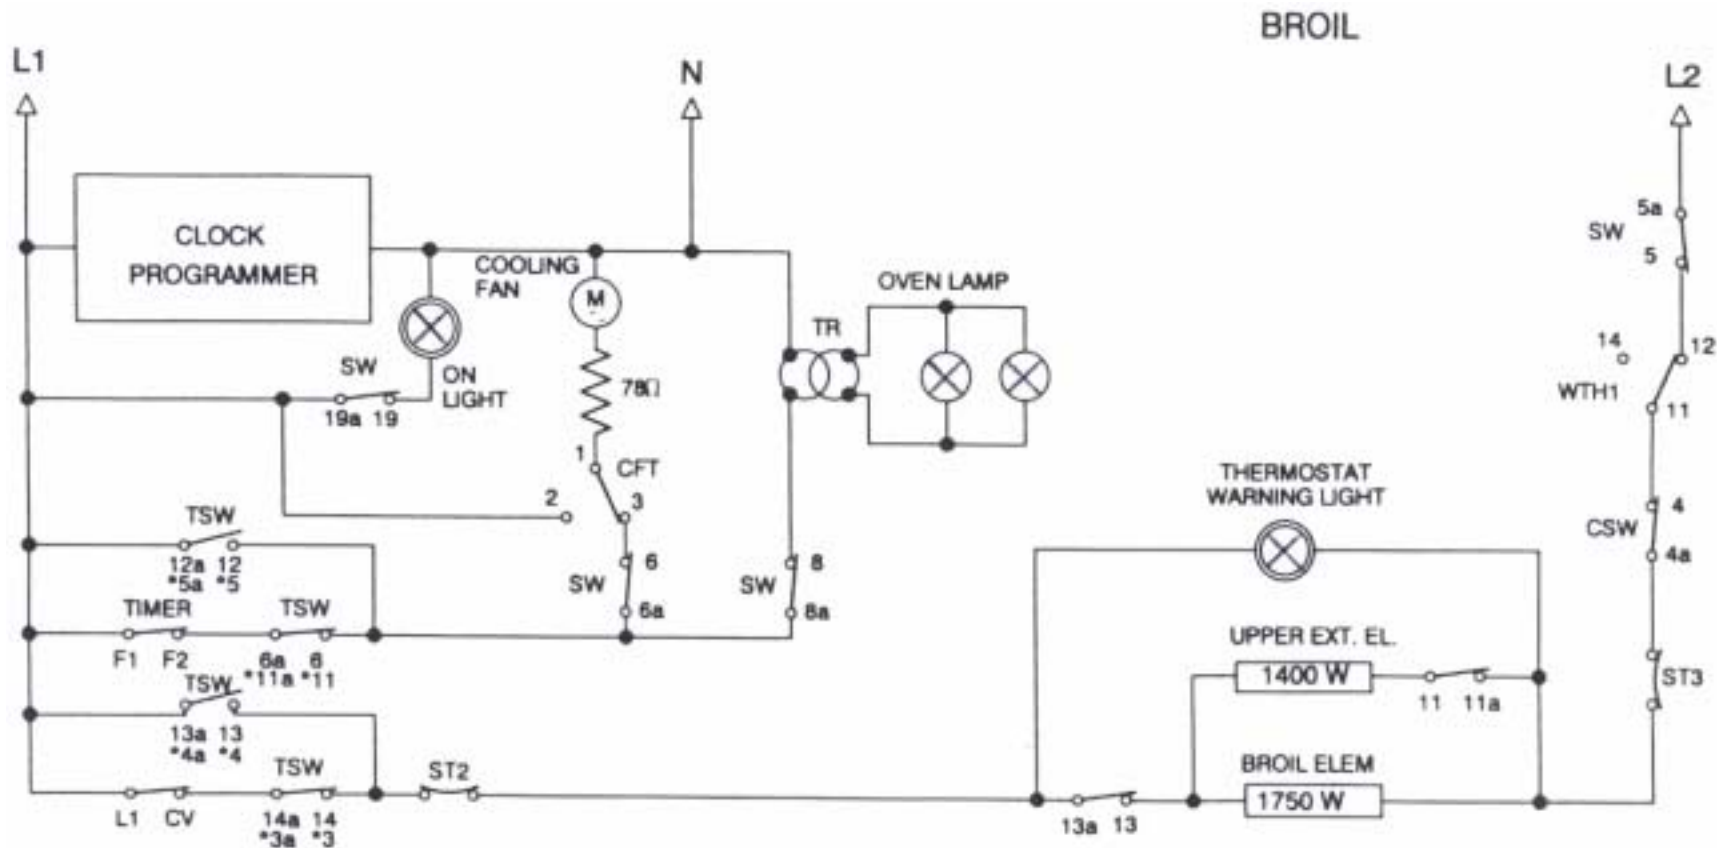 BROIL
L1
N
L2
CLOCK
PROGRAMMER
COOLING
FAN
M
OVEN LAMP
TR
5a
SW
5
14
12
WTH1
11
SW
ON
LIGHT
19a 19
78
1
CFT
2
3
THERMOSTAT
WARNING LIGHT
4
CSW
4a
TSW
12a 12
*5a *5
6
SW
6a
8
SW
8a
TIMER
TSW
F1 F2
6a 6
*11a *11
UPPER EXT. EL.
1400 W
11 11a
ST3
TSW
13a 13
*4a *4
TSW
ST2
BROIL ELEM
1750 W
L1 CV
14a 14
*3a *3
13a 13